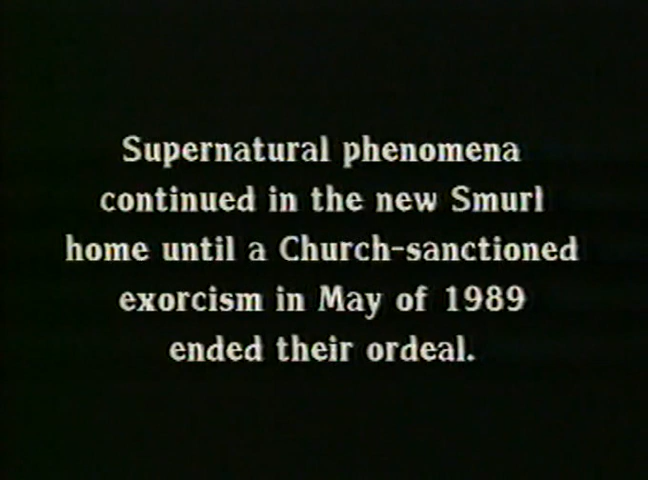 Supernatural phenomena
continued in the new Smurl
home until a Church-sanctioned
exorcism in May of 1989
ended their ordeal.